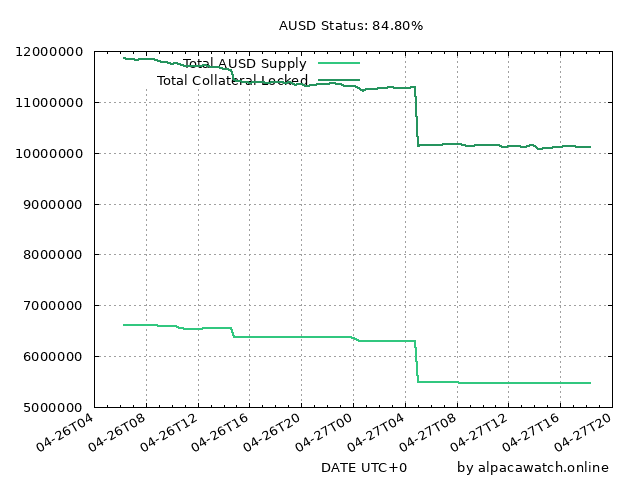 AUSD Status: 84.80%
12000000
Total AUSD Supply
Total Collateral Locked
11000000
10000000
9000000
8000000
7000000
6000000
5000000
04-26T04 04-26T08 04-26T12 04-26T16 04-26T20 04-27T00 04-27T04 04-27T08 04-27T12 04-27T16 04-27T20
DATE UTC+0 by alpacawatch.online